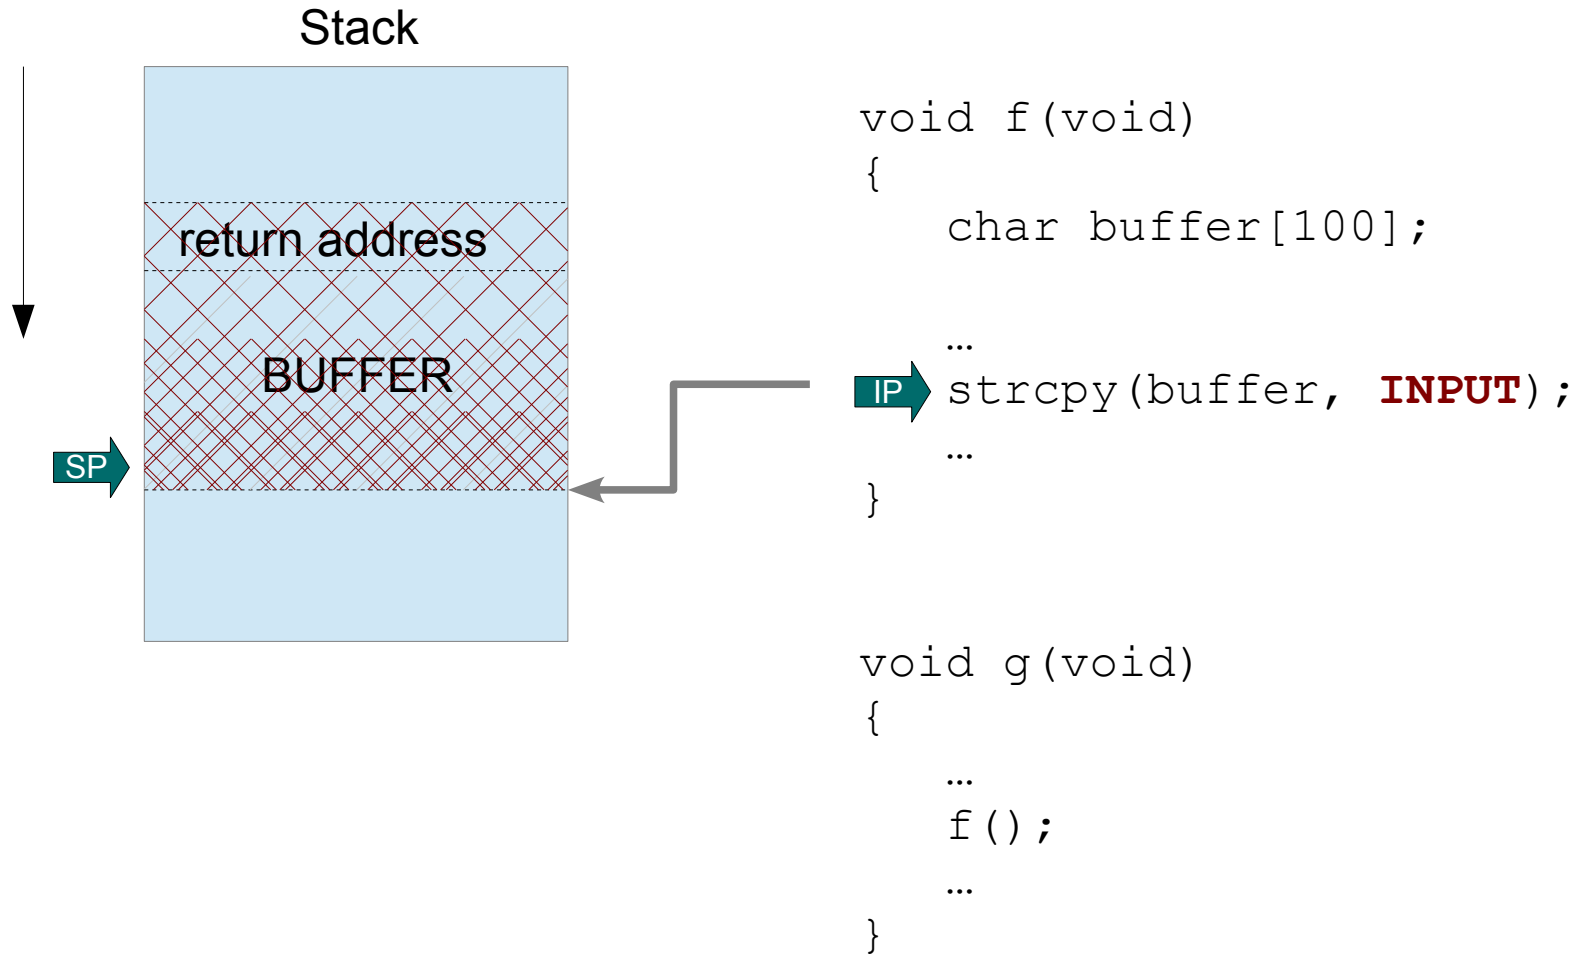 Stack
return address
BUFFER
SP
void f(void)
{
char buffer[100];
…
IP
strcpy(buffer, INPUT);
…
}
void g(void)
{
…
f();
…
}